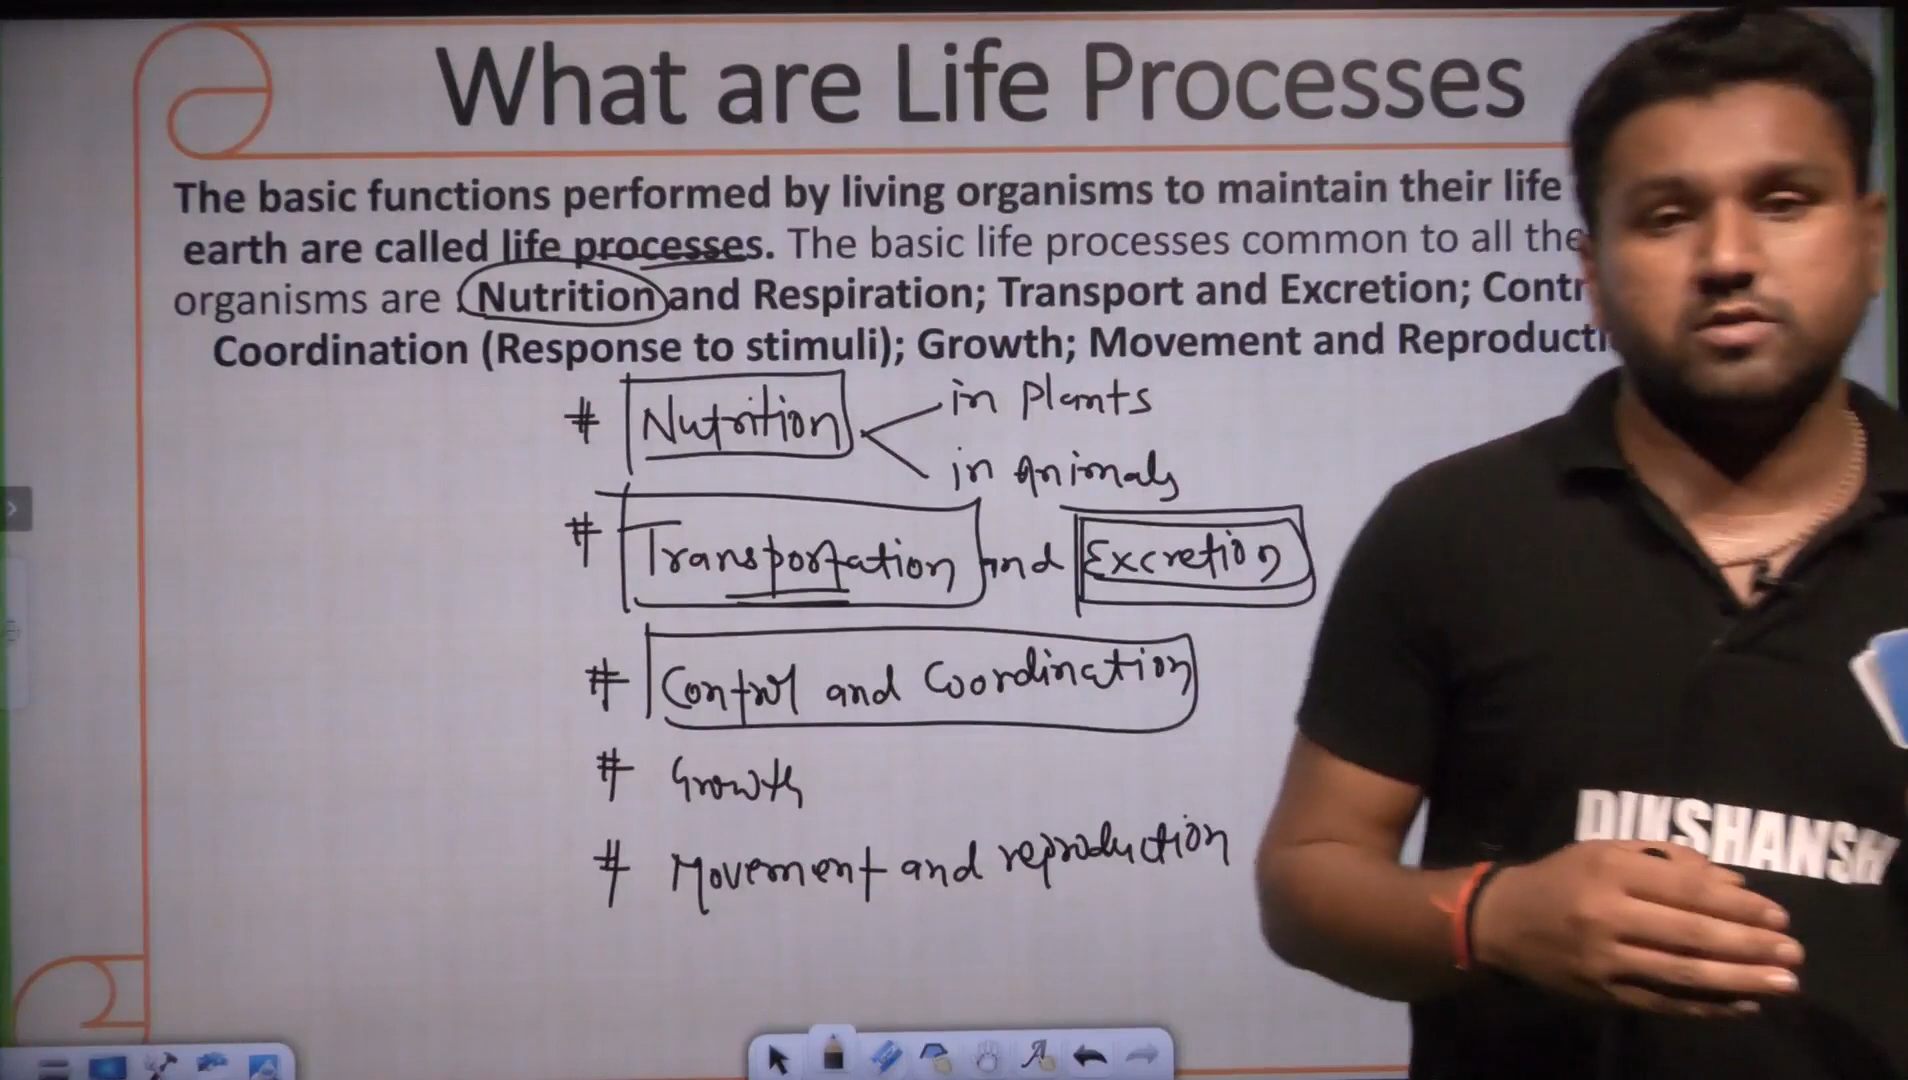 What are Life Processes
The basic functions performed by living organisms to maintain their life
earth are called life processes. The basic life processes common to all the
organisms are Nutrition and Respiration; Transport and Excretion; Contr
Coordination (Response to stimuli); Growth; Movement and Reproducti
# Nutrition in plants
in animals
# Transportation and Excretion
# Control and Coordination
# Growth
# Movement and reproduction
DIKSHANSH